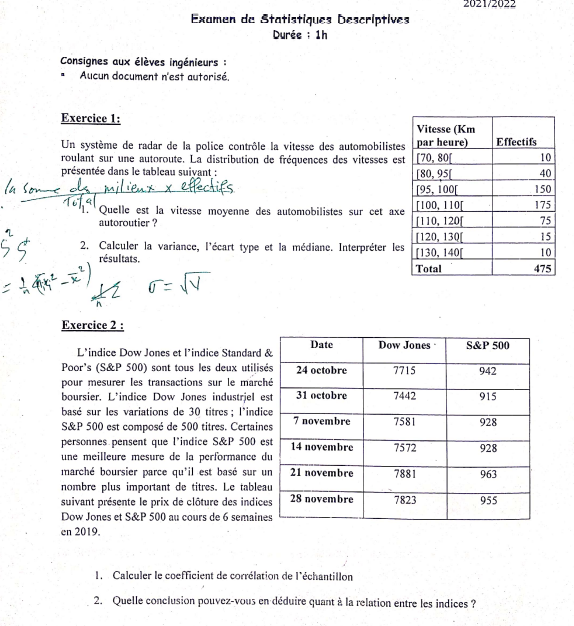 2021/2022
Examen de Statistiques Descriptives
Durée : 1h
Consignes aux élèves ingénieurs :
▪ Aucun document n'est autorisé.
Exercice 1:
Un système de radar de la police contrôle la vitesse des automobilistes
roulant sur une autoroute. La distribution de fréquences des vitesses est
présentée dans le tableau suivant :
la somme des milieux x effectifs
Total
1. Quelle est la vitesse moyenne des automobilistes sur cet axe
autoroutier ?
2. Calculer la variance, l'écart type et la médiane. Interpréter les
résultats.
σ = √V
Vitesse (Km par heure) Effectifs
[70, 80[ 10
[80, 95[ 40
[95, 100[ 150
[100, 110[ 175
[110, 120[ 75
[120, 130[ 15
[130, 140[ 10
Total 475
Exercice 2 :
L'indice Dow Jones et l'indice Standard &
Poor's (S&P 500) sont tous les deux utilisés
pour mesurer les transactions sur le marché
boursier. L'indice Dow Jones industriel est
basé sur les variations de 30 titres ; l'indice
S&P 500 est composé de 500 titres. Certaines
personnes pensent que l'indice S&P 500 est
une meilleure mesure de la performance du
marché boursier parce qu'il est basé sur un
nombre plus important de titres. Le tableau
suivant présente le prix de clôture des indices
Dow Jones et S&P 500 au cours de 6 semaines
en 2019.
Date Dow Jones S&P 500
24 octobre 7715 942
31 octobre 7442 915
7 novembre 7581 928
14 novembre 7572 928
21 novembre 7881 963
28 novembre 7823 955
1. Calculer le coefficient de corrélation de l'échantillon
2. Quelle conclusion pouvez-vous en déduire quant à la relation entre les indices ?